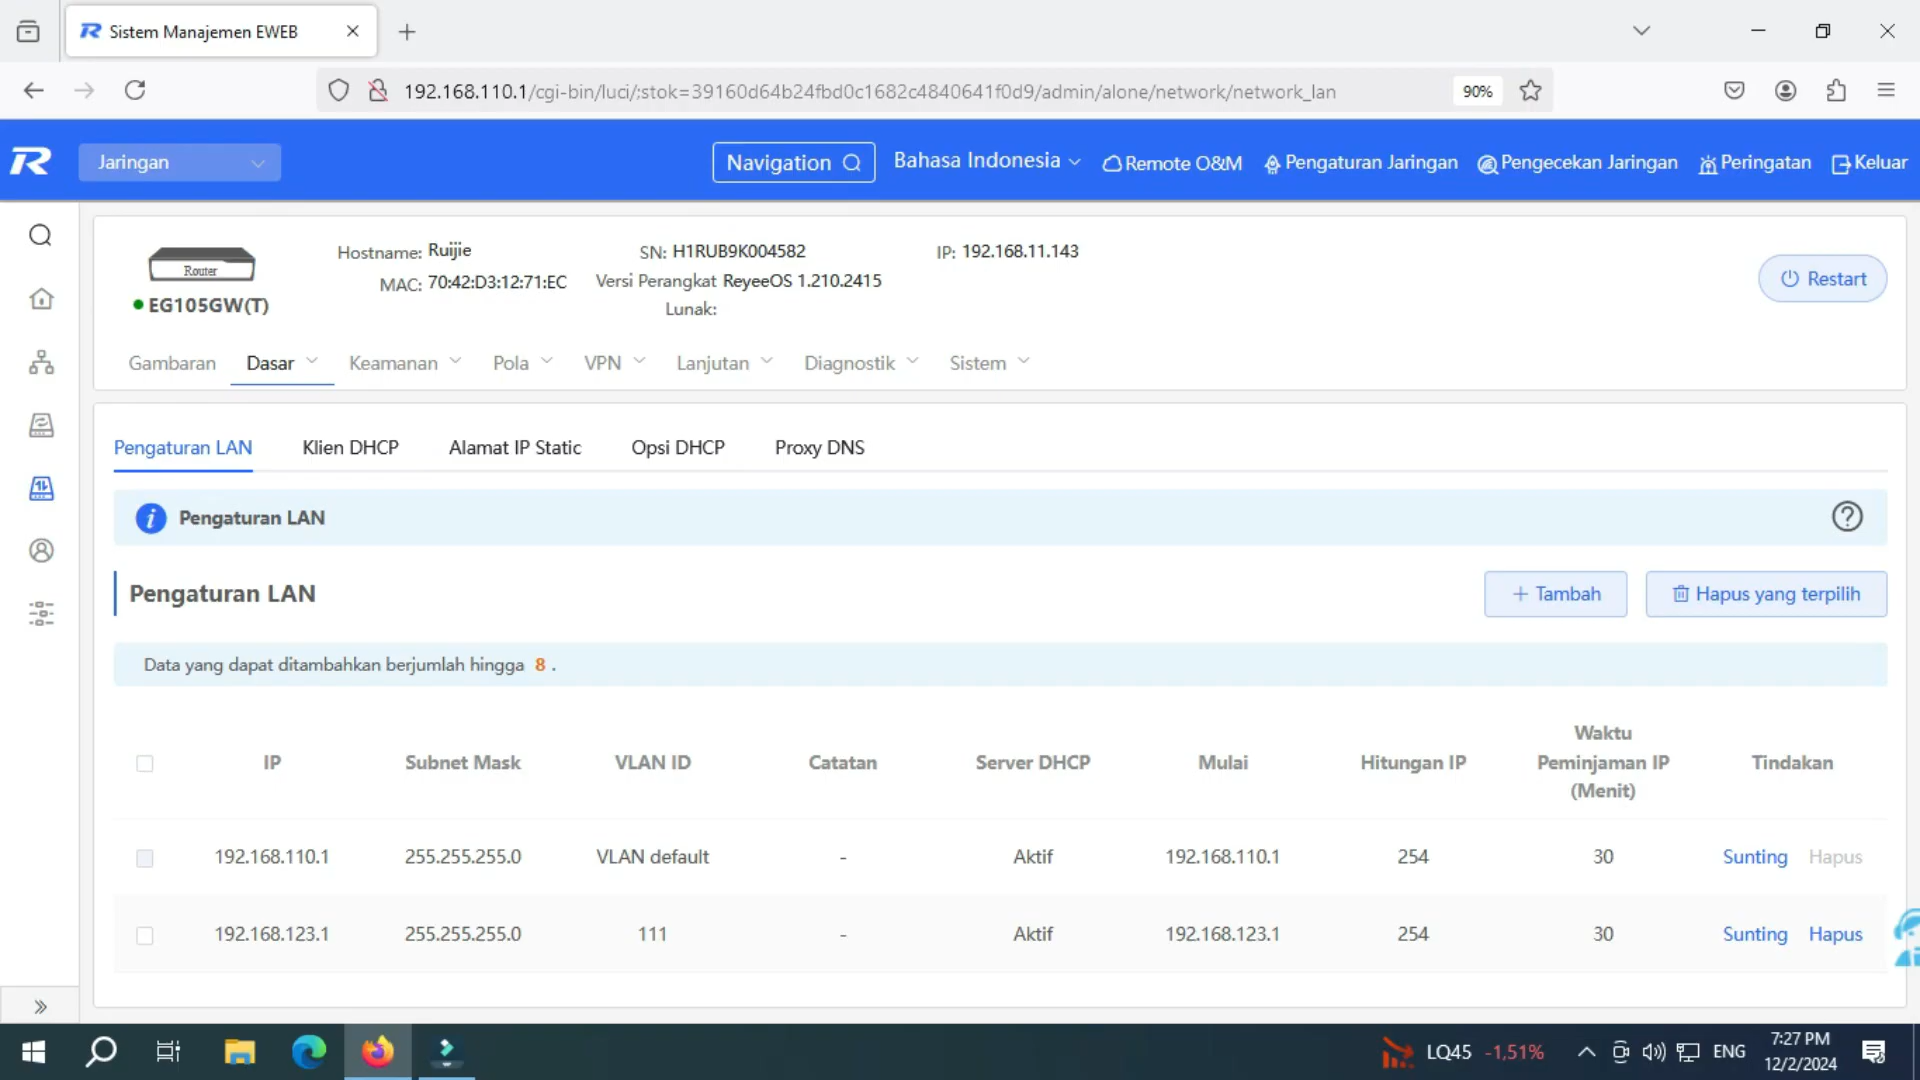 Sistem Manajemen EWEB
192.168.110.1/cgi-bin/luci/;stok=39160d64b24fbd0c1682c4840641f0d9/admin/alone/network/network_lan
90%
Jaringan
Navigation
Bahasa Indonesia
Remote O&M
Pengaturan Jaringan
Pengecekan Jaringan
Peringatan
Keluar
Router
EG105GW(T)
Hostname: Ruijie
MAC: 70:42:D3:12:71:EC
SN: H1RUB9K004582
Versi Perangkat ReyeeOS 1.210.2415
Lunak:
IP: 192.168.11.143
Restart
Gambaran
Dasar
Keamanan
Pola
VPN
Lanjutan
Diagnostik
Sistem
Pengaturan LAN
Klien DHCP
Alamat IP Static
Opsi DHCP
Proxy DNS
Pengaturan LAN
Pengaturan LAN
+ Tambah
Hapus yang terpilih
Data yang dapat ditambahkan berjumlah hingga 8 .
IP Subnet Mask VLAN ID Catatan Server DHCP Mulai Hitungan IP Waktu Peminjaman IP (Menit) Tindakan
192.168.110.1 255.255.255.0 VLAN default - Aktif 192.168.110.1 254 30 Sunting Hapus
192.168.123.1 255.255.255.0 111 - Aktif 192.168.123.1 254 30 Sunting Hapus
LQ45 -1,51%
ENG
7:27 PM
12/2/2024